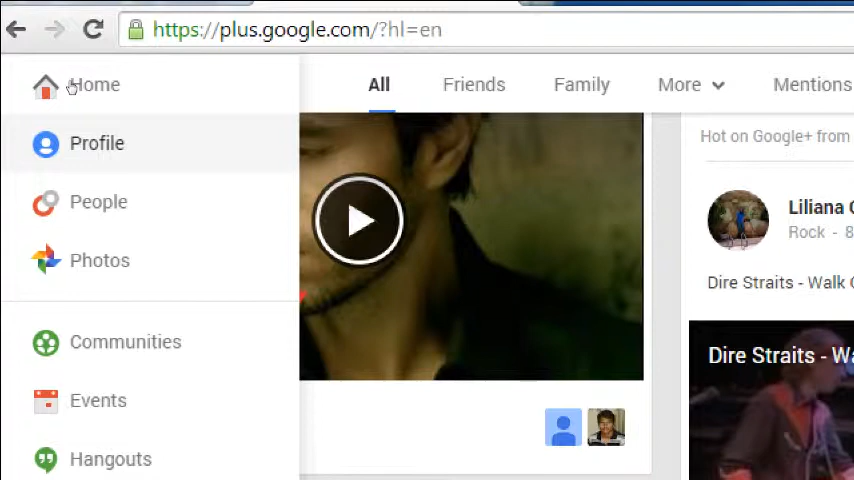 https://plus.google.com/?hl=en
Home
All
Friends
Family
More
Mentions
Profile
People
Photos
Communities
Events
Hangouts
Hot on Google+ from
Liliana
Rock - 8
Dire Straits - Walk
Dire Straits - W